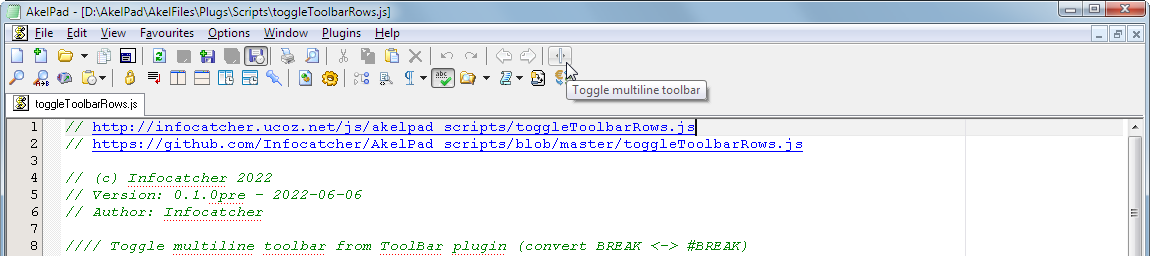 AkelPad - [D:\AkelPad\AkelFiles\Plugs\Scripts\toggleToolbarRows.js]
File Edit View Favourites Options Window Plugins Help
Toggle multiline toolbar
toggleToolbarRows.js
1 // http://infocatcher.ucoz.net/js/akelpad_scripts/toggleToolbarRows.js
2 // https://github.com/Infocatcher/AkelPad_scripts/blob/master/toggleToolbarRows.js
3
4 // (c) Infocatcher 2022
5 // Version: 0.1.0pre - 2022-06-06
6 // Author: Infocatcher
7
8 //// Toggle multiline toolbar from ToolBar plugin (convert BREAK <-> #BREAK)